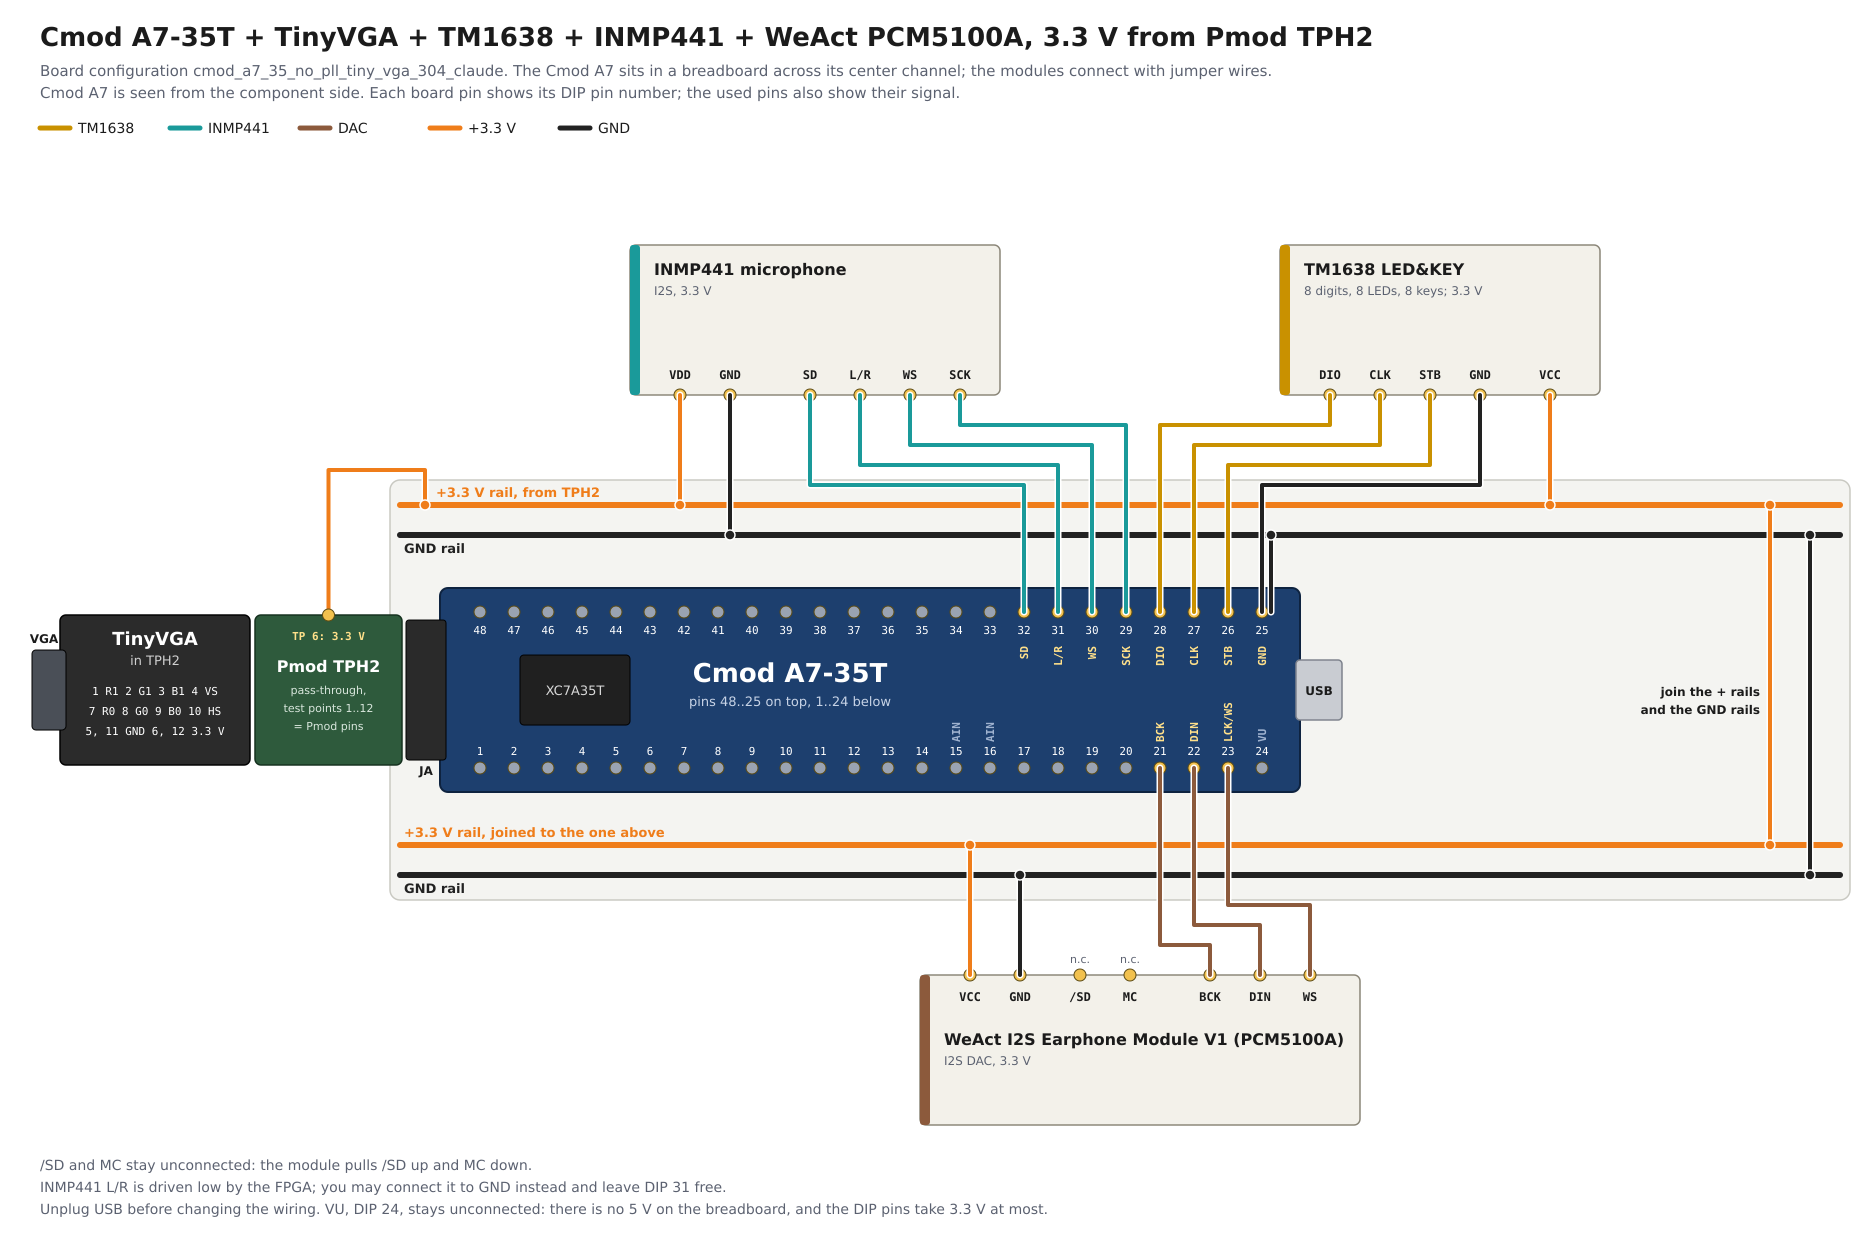 Cmod A7-35T + TinyVGA + TM1638 + INMP441 + WeAct PCM5100A, 3.3 V from Pmod TPH2
Board configuration cmod_a7_35_no_pll_tiny_vga_304_claude. The Cmod A7 sits in a breadboard across its center channel; the modules connect with jumper wires.
Cmod A7 is seen from the component side. Each board pin shows its DIP pin number; the used pins also show their signal.
TM1638 INMP441 DAC +3.3 V GND
INMP441 microphone
I2S, 3.3 V
VDD GND SD L/R WS SCK
TM1638 LED&KEY
8 digits, 8 LEDs, 8 keys; 3.3 V
DIO CLK STB GND VCC
+3.3 V rail, from TPH2
GND rail
VGA
TinyVGA
in TPH2
1 R1 2 G1 3 B1 4 VS
7 R0 8 G0 9 B0 10 HS
5, 11 GND 6, 12 3.3 V
TP 6: 3.3 V
Pmod TPH2
pass-through,
test points 1..12
= Pmod pins
JA
48 47 46 45 44 43 42 41 40 39 38 37 36 35 34 33 32 31 30 29 28 27 26 25
SD L/R WS SCK DIO CLK STB GND
XC7A35T
Cmod A7-35T
pins 48..25 on top, 1..24 below
USB
AIN AIN BCK DIN LCK/WS VU
1 2 3 4 5 6 7 8 9 10 11 12 13 14 15 16 17 18 19 20 21 22 23 24
join the + rails
and the GND rails
+3.3 V rail, joined to the one above
GND rail
n.c. n.c.
VCC GND /SD MC BCK DIN WS
WeAct I2S Earphone Module V1 (PCM5100A)
I2S DAC, 3.3 V
/SD and MC stay unconnected: the module pulls /SD up and MC down.
INMP441 L/R is driven low by the FPGA; you may connect it to GND instead and leave DIP 31 free.
Unplug USB before changing the wiring. VU, DIP 24, stays unconnected: there is no 5 V on the breadboard, and the DIP pins take 3.3 V at most.